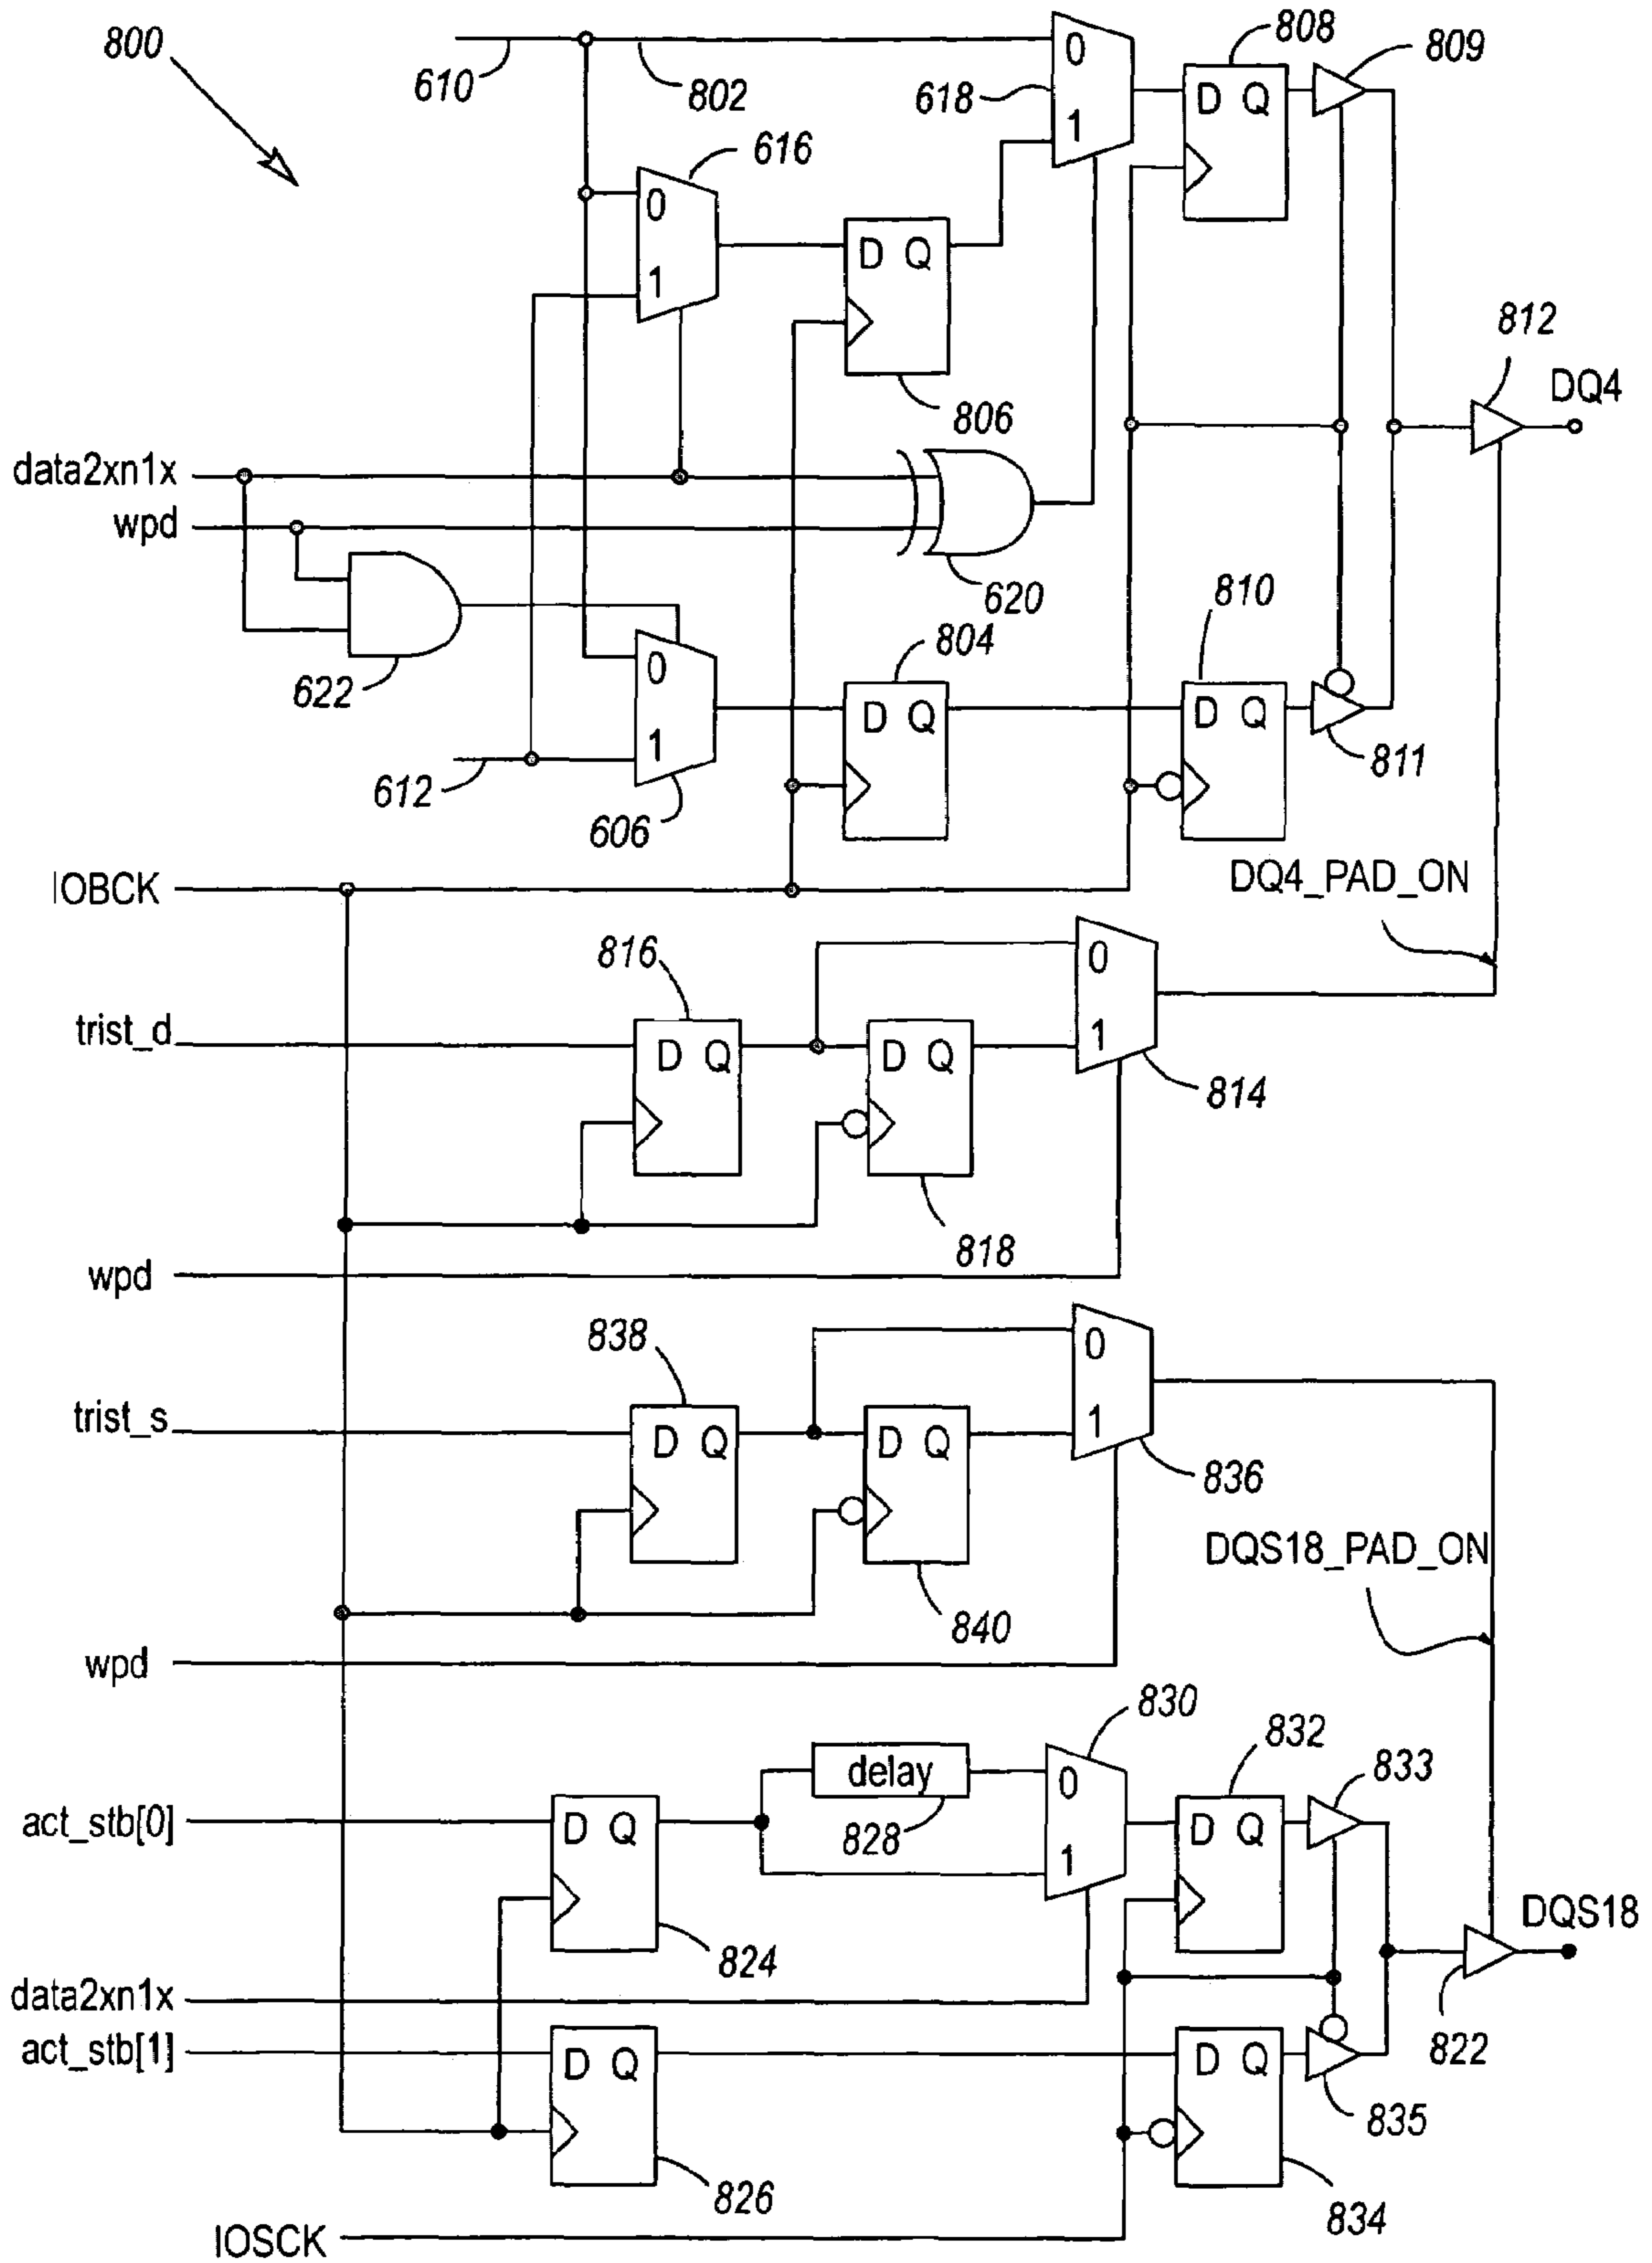 800
610
802
618
0
1
D Q
808
809
616
0
1
D Q
806
812
DQ4
data2xn1x
wpd
620
622
0
1
606
804
D Q
810
D Q
811
612
IOBCK
DQ4_PAD_ON
816
trist_d
D Q
D Q
818
0
1
814
wpd
838
trist_s
D Q
D Q
840
0
1
836
DQS18_PAD_ON
wpd
830
act_stb[0]
D Q
824
delay
828
0
1
832
D Q
833
DQS18
822
data2xn1x
act_stb[1]
D Q
826
D Q
834
835
IOSCK